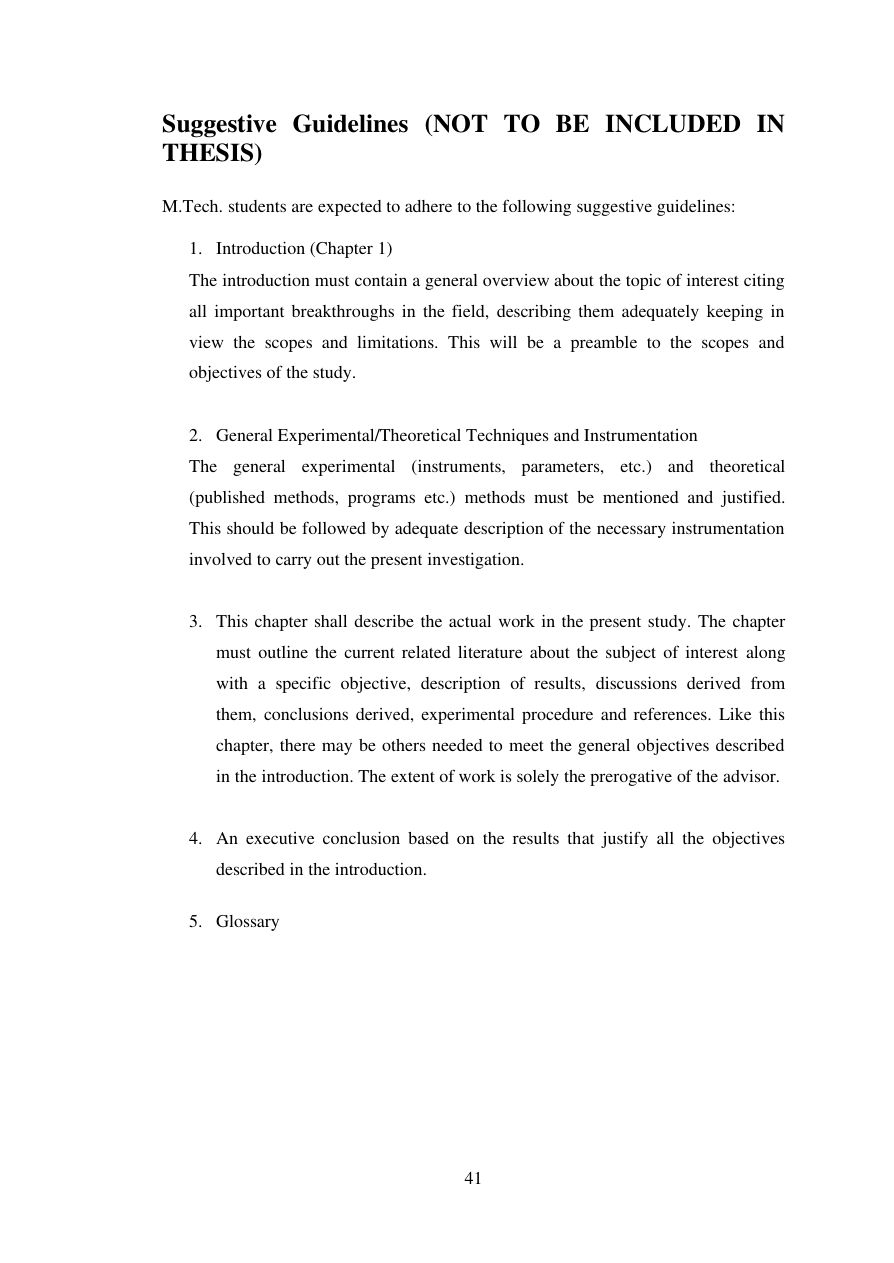 Suggestive Guidelines (NOT TO BE INCLUDED IN
THESIS)
M.Tech. students are expected to adhere to the following suggestive guidelines:
1. Introduction (Chapter 1)
The introduction must contain a general overview about the topic of interest citing
all important breakthroughs in the field, describing them adequately keeping in
view the scopes and limitations. This will be a preamble to the scopes and
objectives of the study.
2. General Experimental/Theoretical Techniques and Instrumentation
The general experimental (instruments, parameters, etc.) and theoretical
(published methods, programs etc.) methods must be mentioned and justified.
This should be followed by adequate description of the necessary instrumentation
involved to carry out the present investigation.
3. This chapter shall describe the actual work in the present study. The chapter
must outline the current related literature about the subject of interest along
with a specific objective, description of results, discussions derived from
them, conclusions derived, experimental procedure and references. Like this
chapter, there may be others needed to meet the general objectives described
in the introduction. The extent of work is solely the prerogative of the advisor.
4. An executive conclusion based on the results that justify all the objectives
described in the introduction.
5. Glossary
41